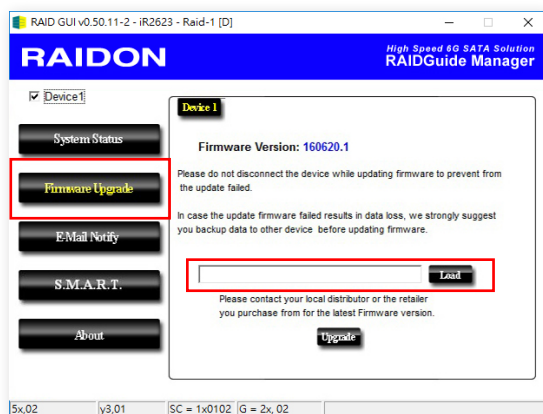 RAID GUI v0.50.11-2 - iR2623 - Raid-1 [D]
RAIDON
High Speed 6G SATA Solution
RAIDGuide Manager
Device1
System Status
Firmware Upgrade
E-Mail Notify
S.M.A.R.T.
About
Device 1
Firmware Version: 160620.1
Please do not disconnect the device while updating firmware to prevent from
the update failed.
In case the update firmware failed results in data loss, we strongly suggest
you backup data to other device before updating firmware.
Load
Please contact your local distributor or the retailer
you purchase from for the latest Firmware version.
Upgrade
5x,02 y3,01 SC = 1x0102 G = 2x, 02